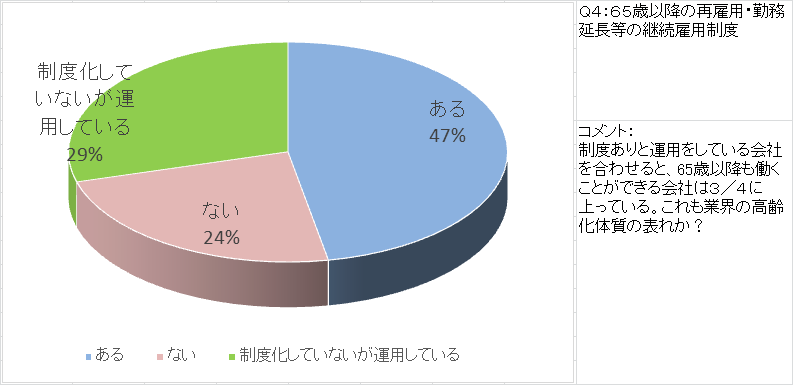 制度化して
いないが運
用している
29%
ある
47%
ない
24%
ある
ない
制度化していないが運用している
Ｑ４：６５歳以降の再雇用・勤務
延長等の継続雇用制度
コメント：
制度ありと運用をしている会社
を合わせると、65歳以降も働く
ことができる会社は３／４に
上っている。これも業界の高齢
化体質の表れか？